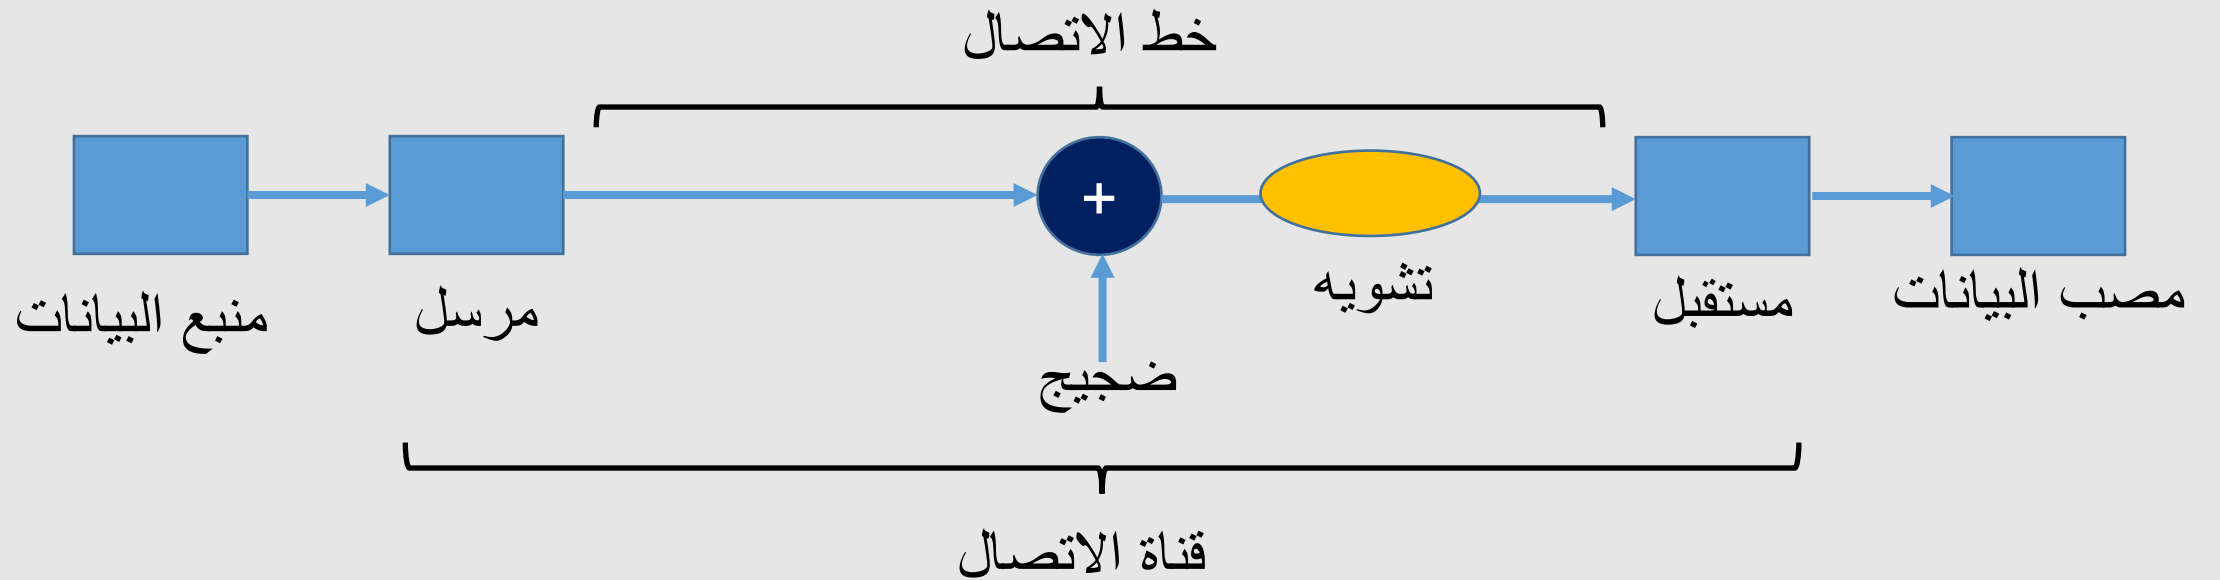 خط الاتصال
+
منبع البيانات
مرسل
تشويه
مستقبل
مصب البيانات
ضجيج
قناة الاتصال